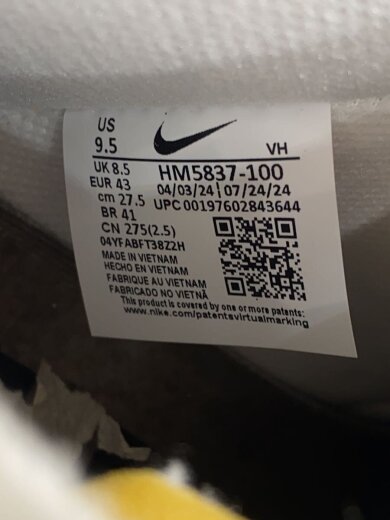 US
9.5
VH
UK 8.5
EUR 43
cm 27.5
BR 41
CN 275(2.5)
HM5837-100
04/03/24 | 07/24/24
UPC 00197602843644
04YFABFT38Z2H
MADE IN VIETNAM
HECHO EN VIETNAM
FABRIQUE AU VIETNAM
FABRICADO NO VIETNÃ
This product is covered by one or more patents:
www.nike.com/patentsvirtualmarking